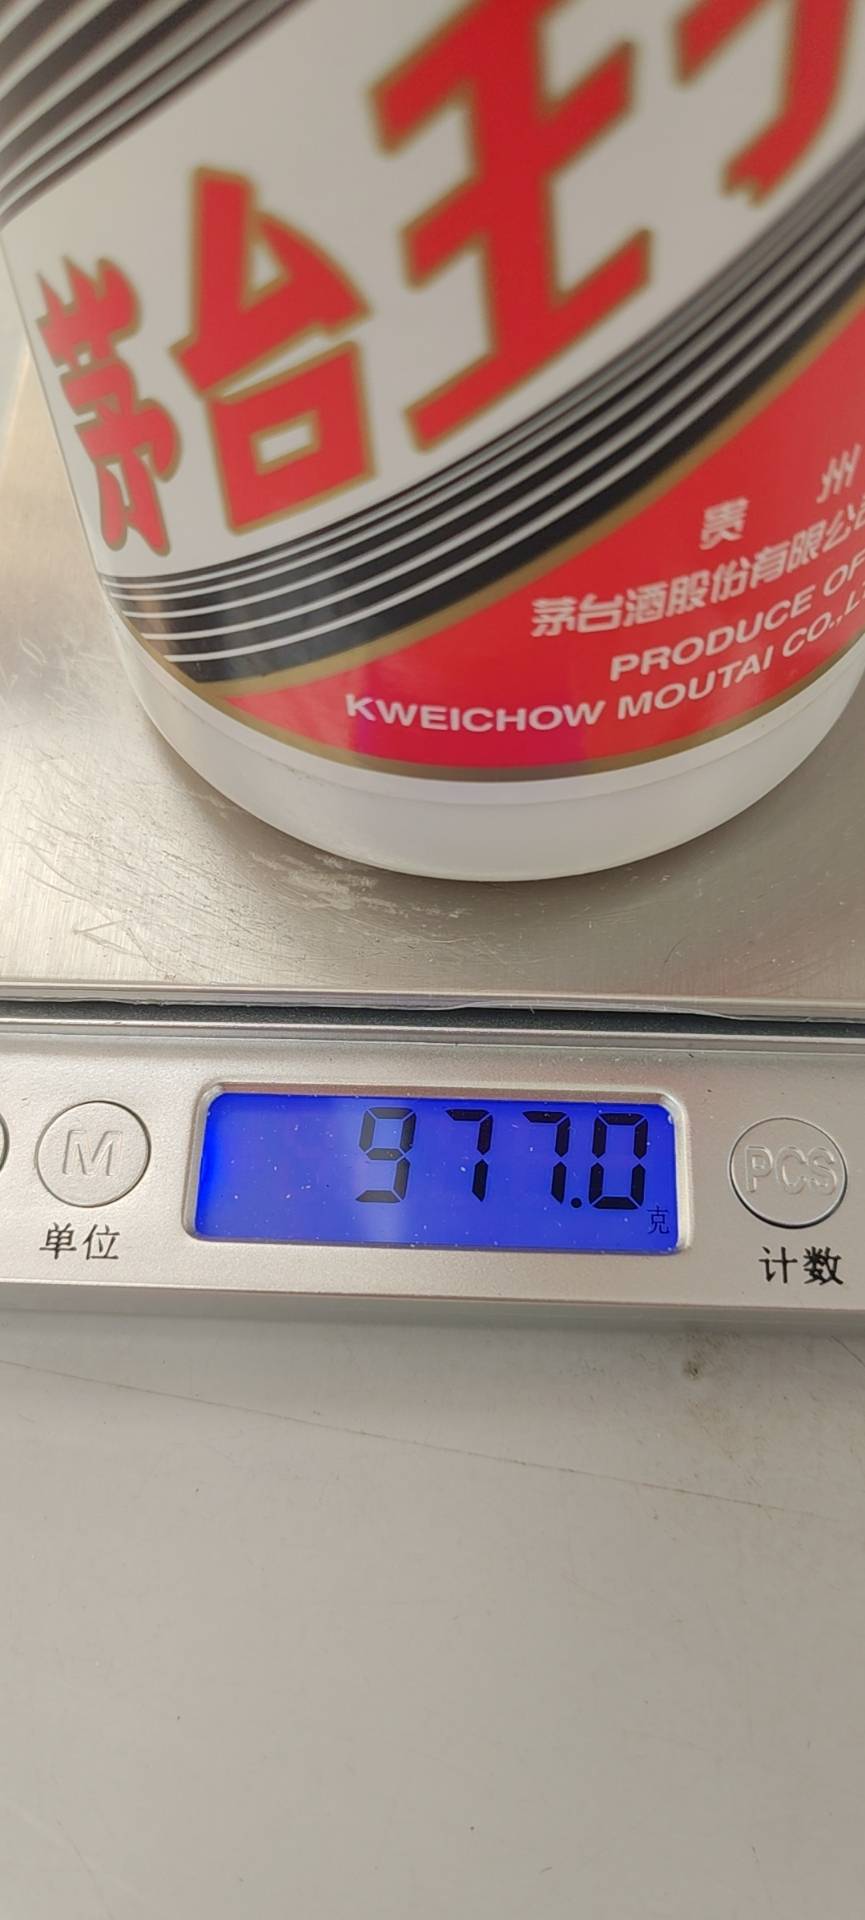 茅台王
贵州
茅台酒股份有限公
PRODUCE OF
KWEICHOW MOUTAI CO.,L
977.0
克
M
单位
PCS
计数